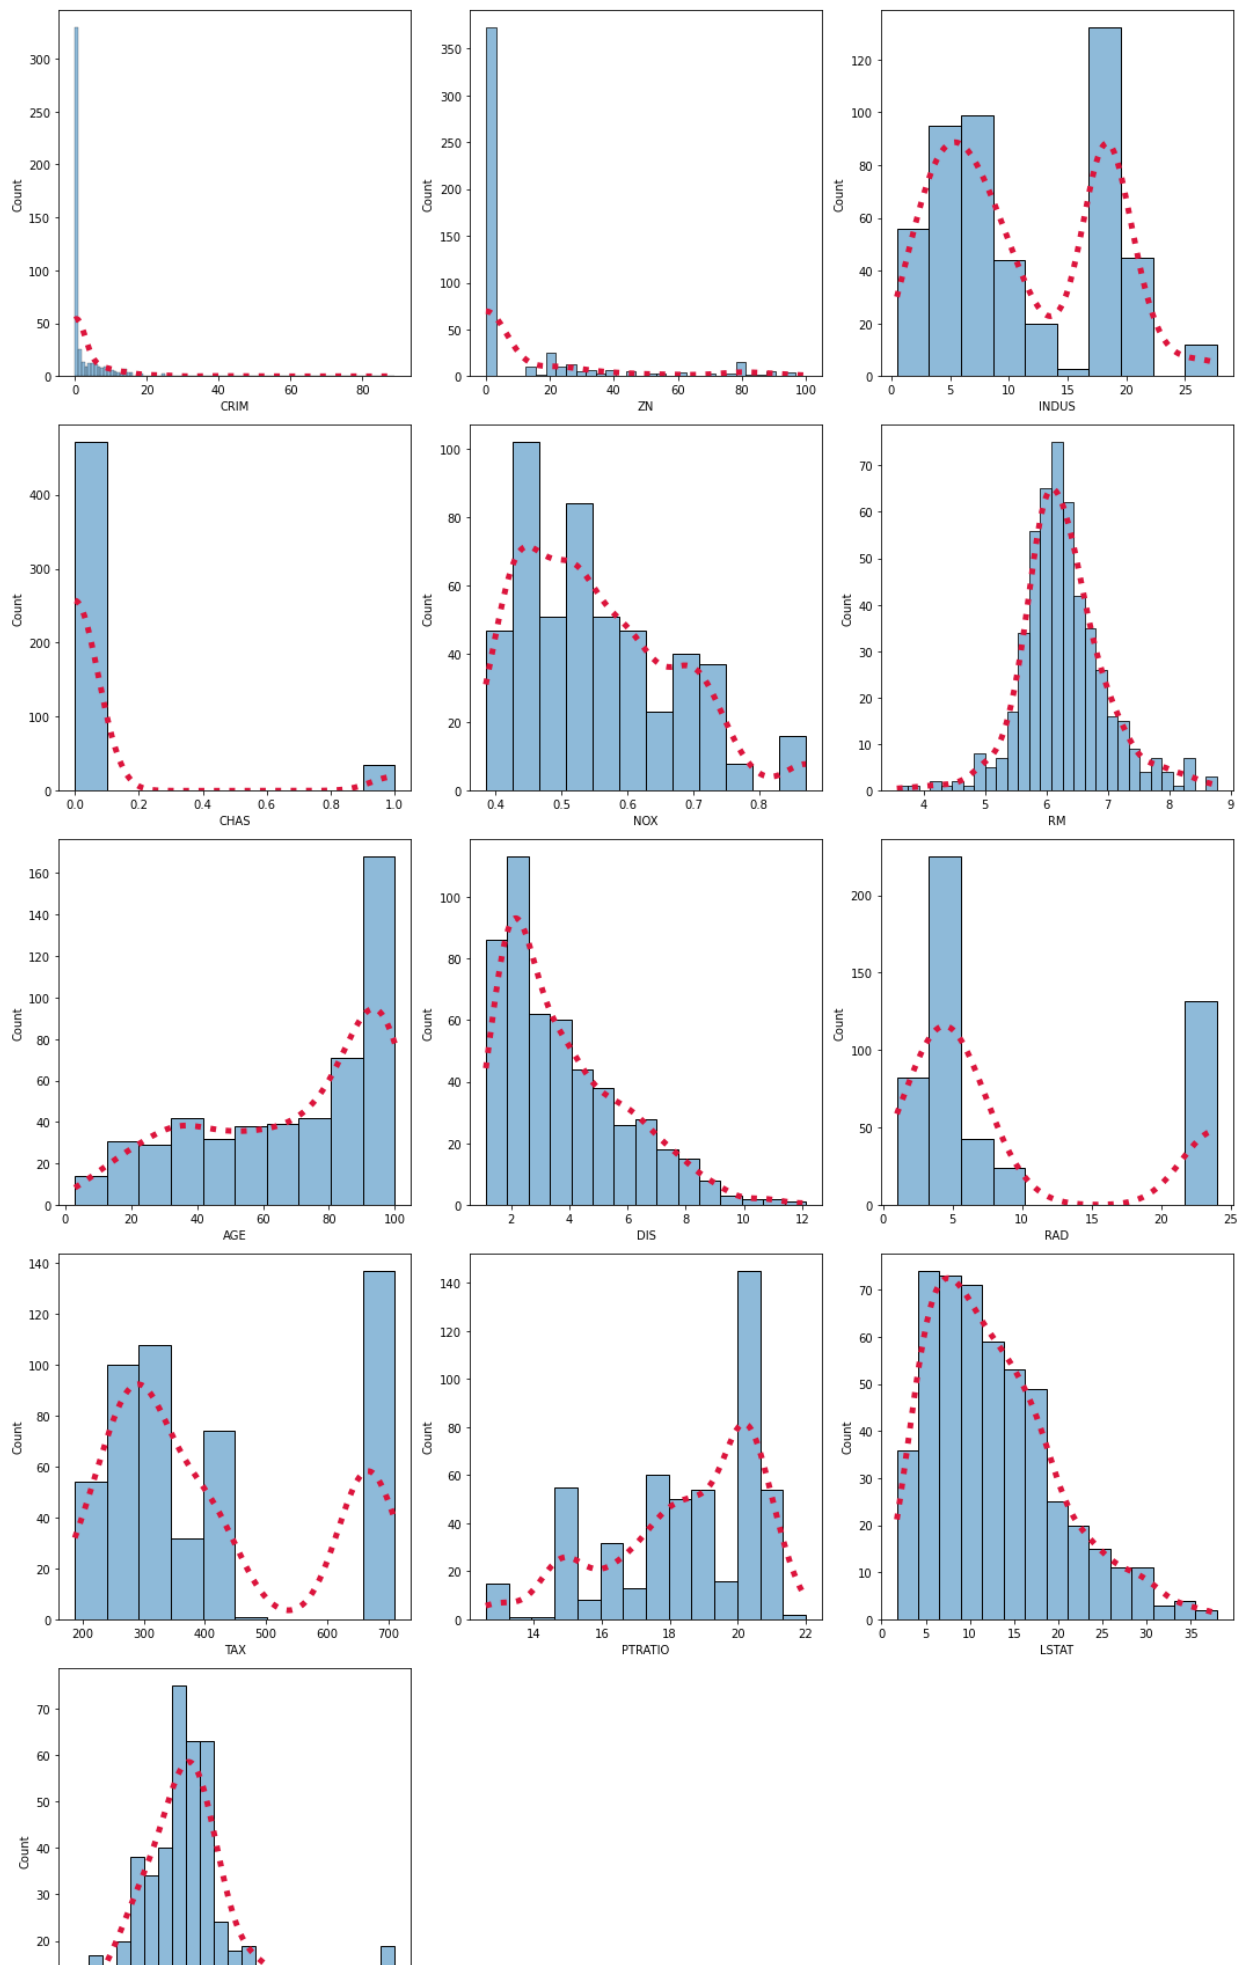 300
250
200
150
100
50
0
Count
0 20 40 60 80
CRIM
350
300
250
200
150
100
50
0
Count
0 20 40 60 80 100
ZN
120
100
80
60
40
20
0
Count
0 5 10 15 20 25
INDUS
400
300
200
100
0
Count
0.0 0.2 0.4 0.6 0.8 1.0
CHAS
100
80
60
40
20
0
Count
0.4 0.5 0.6 0.7 0.8
NOX
70
60
50
40
30
20
10
0
Count
4 5 6 7 8 9
RM
160
140
120
100
80
60
40
20
0
Count
0 20 40 60 80 100
AGE
100
80
60
40
20
0
Count
2 4 6 8 10 12
DIS
200
150
100
50
0
Count
0 5 10 15 20 25
RAD
140
120
100
80
60
40
20
0
Count
200 300 400 500 600 700
TAX
140
120
100
80
60
40
20
0
Count
14 16 18 20 22
PTRATIO
70
60
50
40
30
20
10
0
Count
0 5 10 15 20 25 30 35
LSTAT
70
60
50
40
30
20
Count